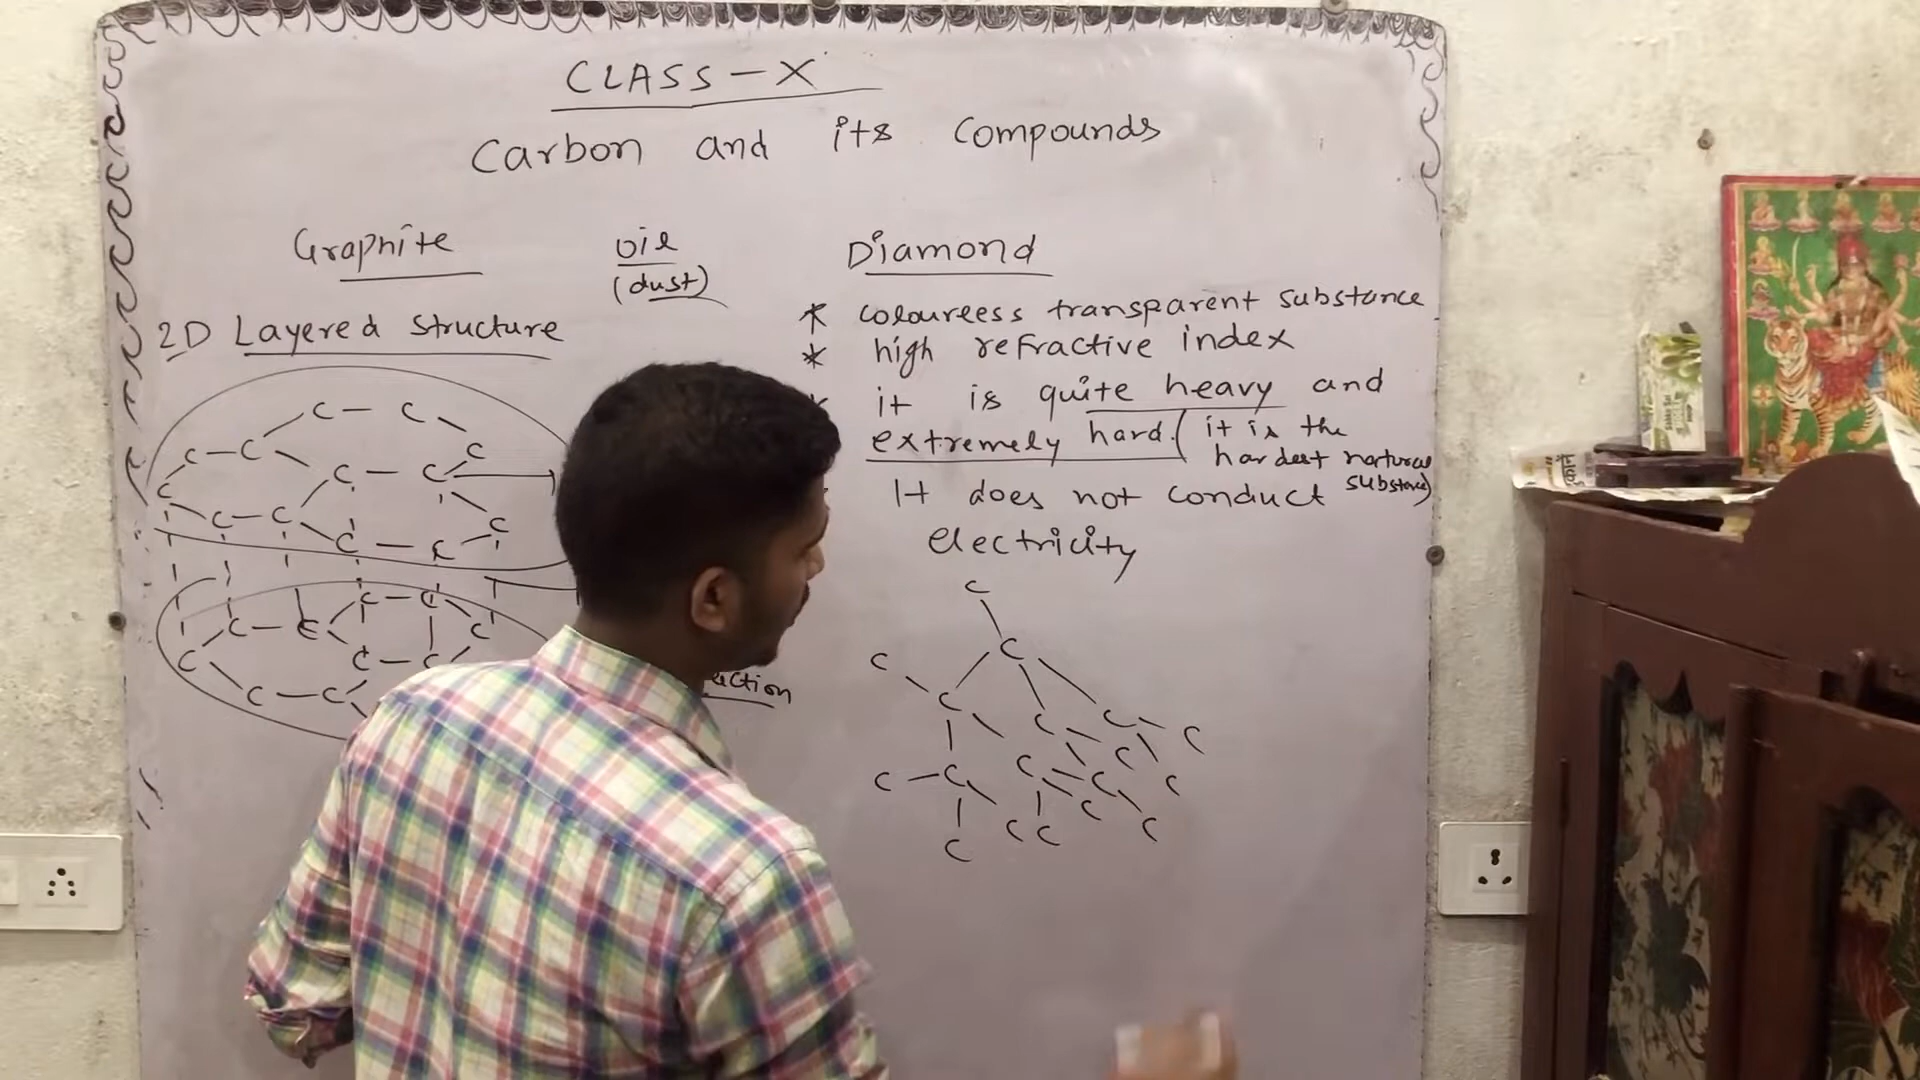 CLASS - X
Carbon and its compounds
Graphite
2D Layered structure
C - C
C - C C
C - C
C C - C C
C - C - C
C C C
C - C
C - C C
C C - C
C - C
oil
(dust)
Diamond
* colourless transparent substance
* high refractive index
* it is quite heavy and
extremely hard. ( it is the
hardest natural
substance)
It does not conduct
electricity
C
C
C
C C C C
C C
C - C C C
C C
C C C C